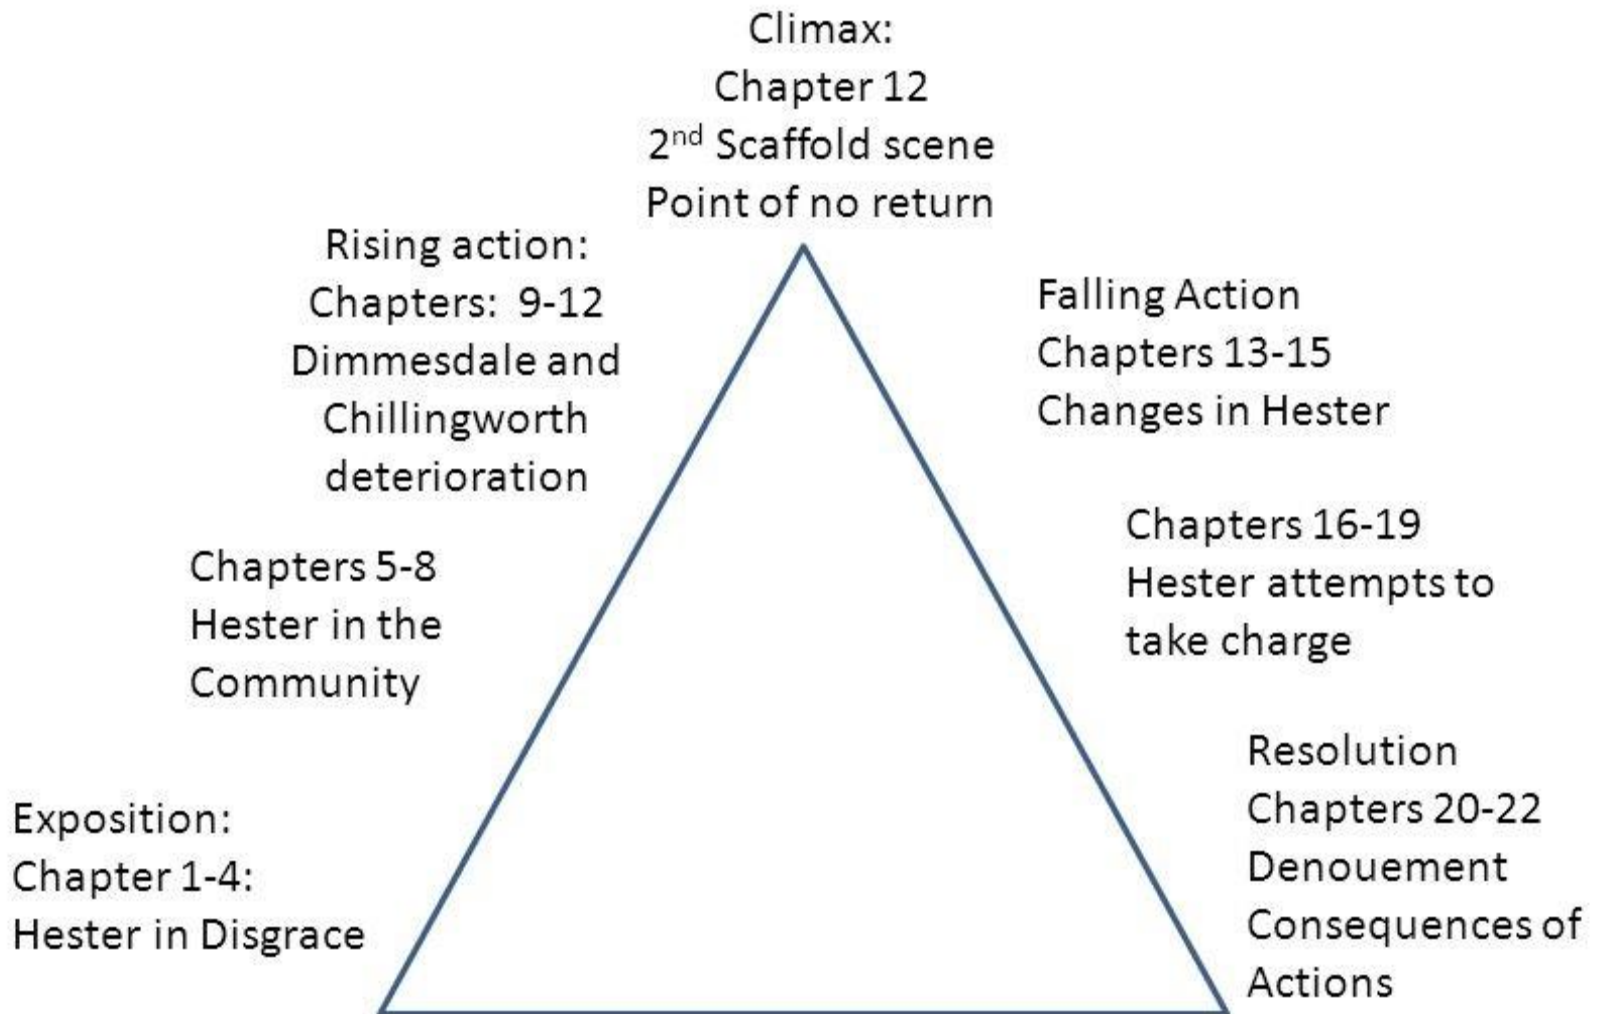 Climax:
Chapter 12
2nd Scaffold scene
Point of no return
Rising action:
Chapters: 9-12
Dimmesdale and
Chillingworth
deterioration
Chapters 5-8
Hester in the
Community
Exposition:
Chapter 1-4:
Hester in Disgrace
Falling Action
Chapters 13-15
Changes in Hester
Chapters 16-19
Hester attempts to
take charge
Resolution
Chapters 20-22
Denouement
Consequences of
Actions